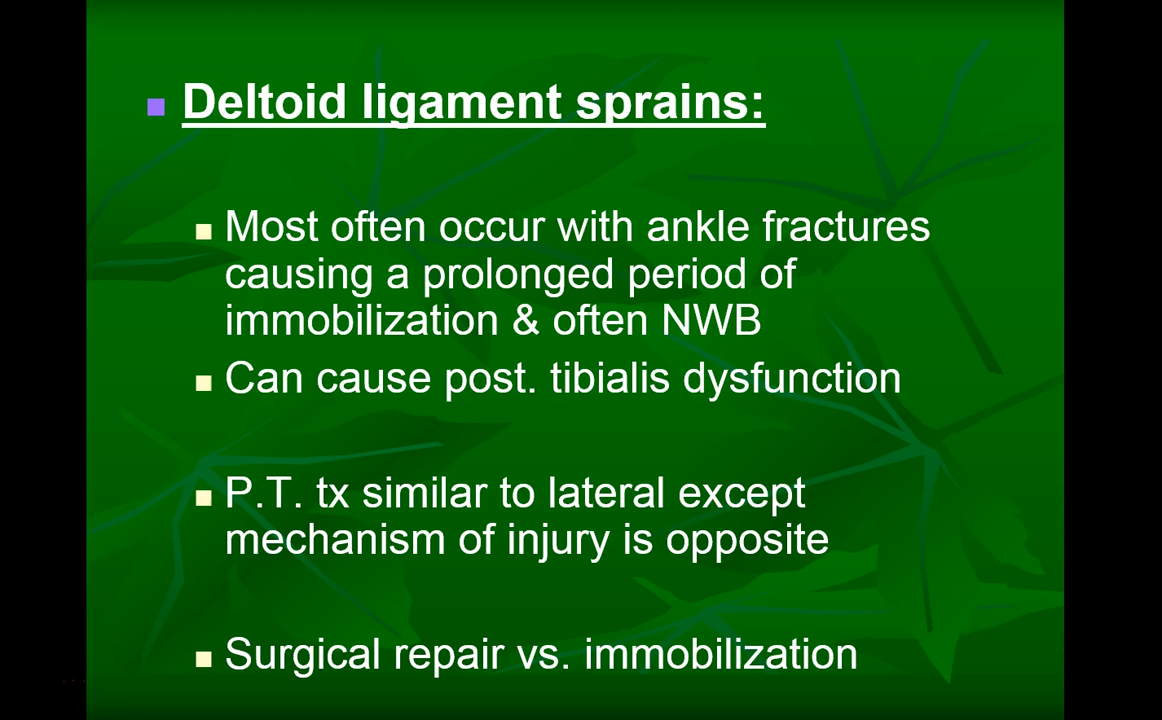 Deltoid ligament sprains:
Most often occur with ankle fractures
causing a prolonged period of
immobilization & often NWB
Can cause post. tibialis dysfunction
P.T. tx similar to lateral except
mechanism of injury is opposite
Surgical repair vs. immobilization